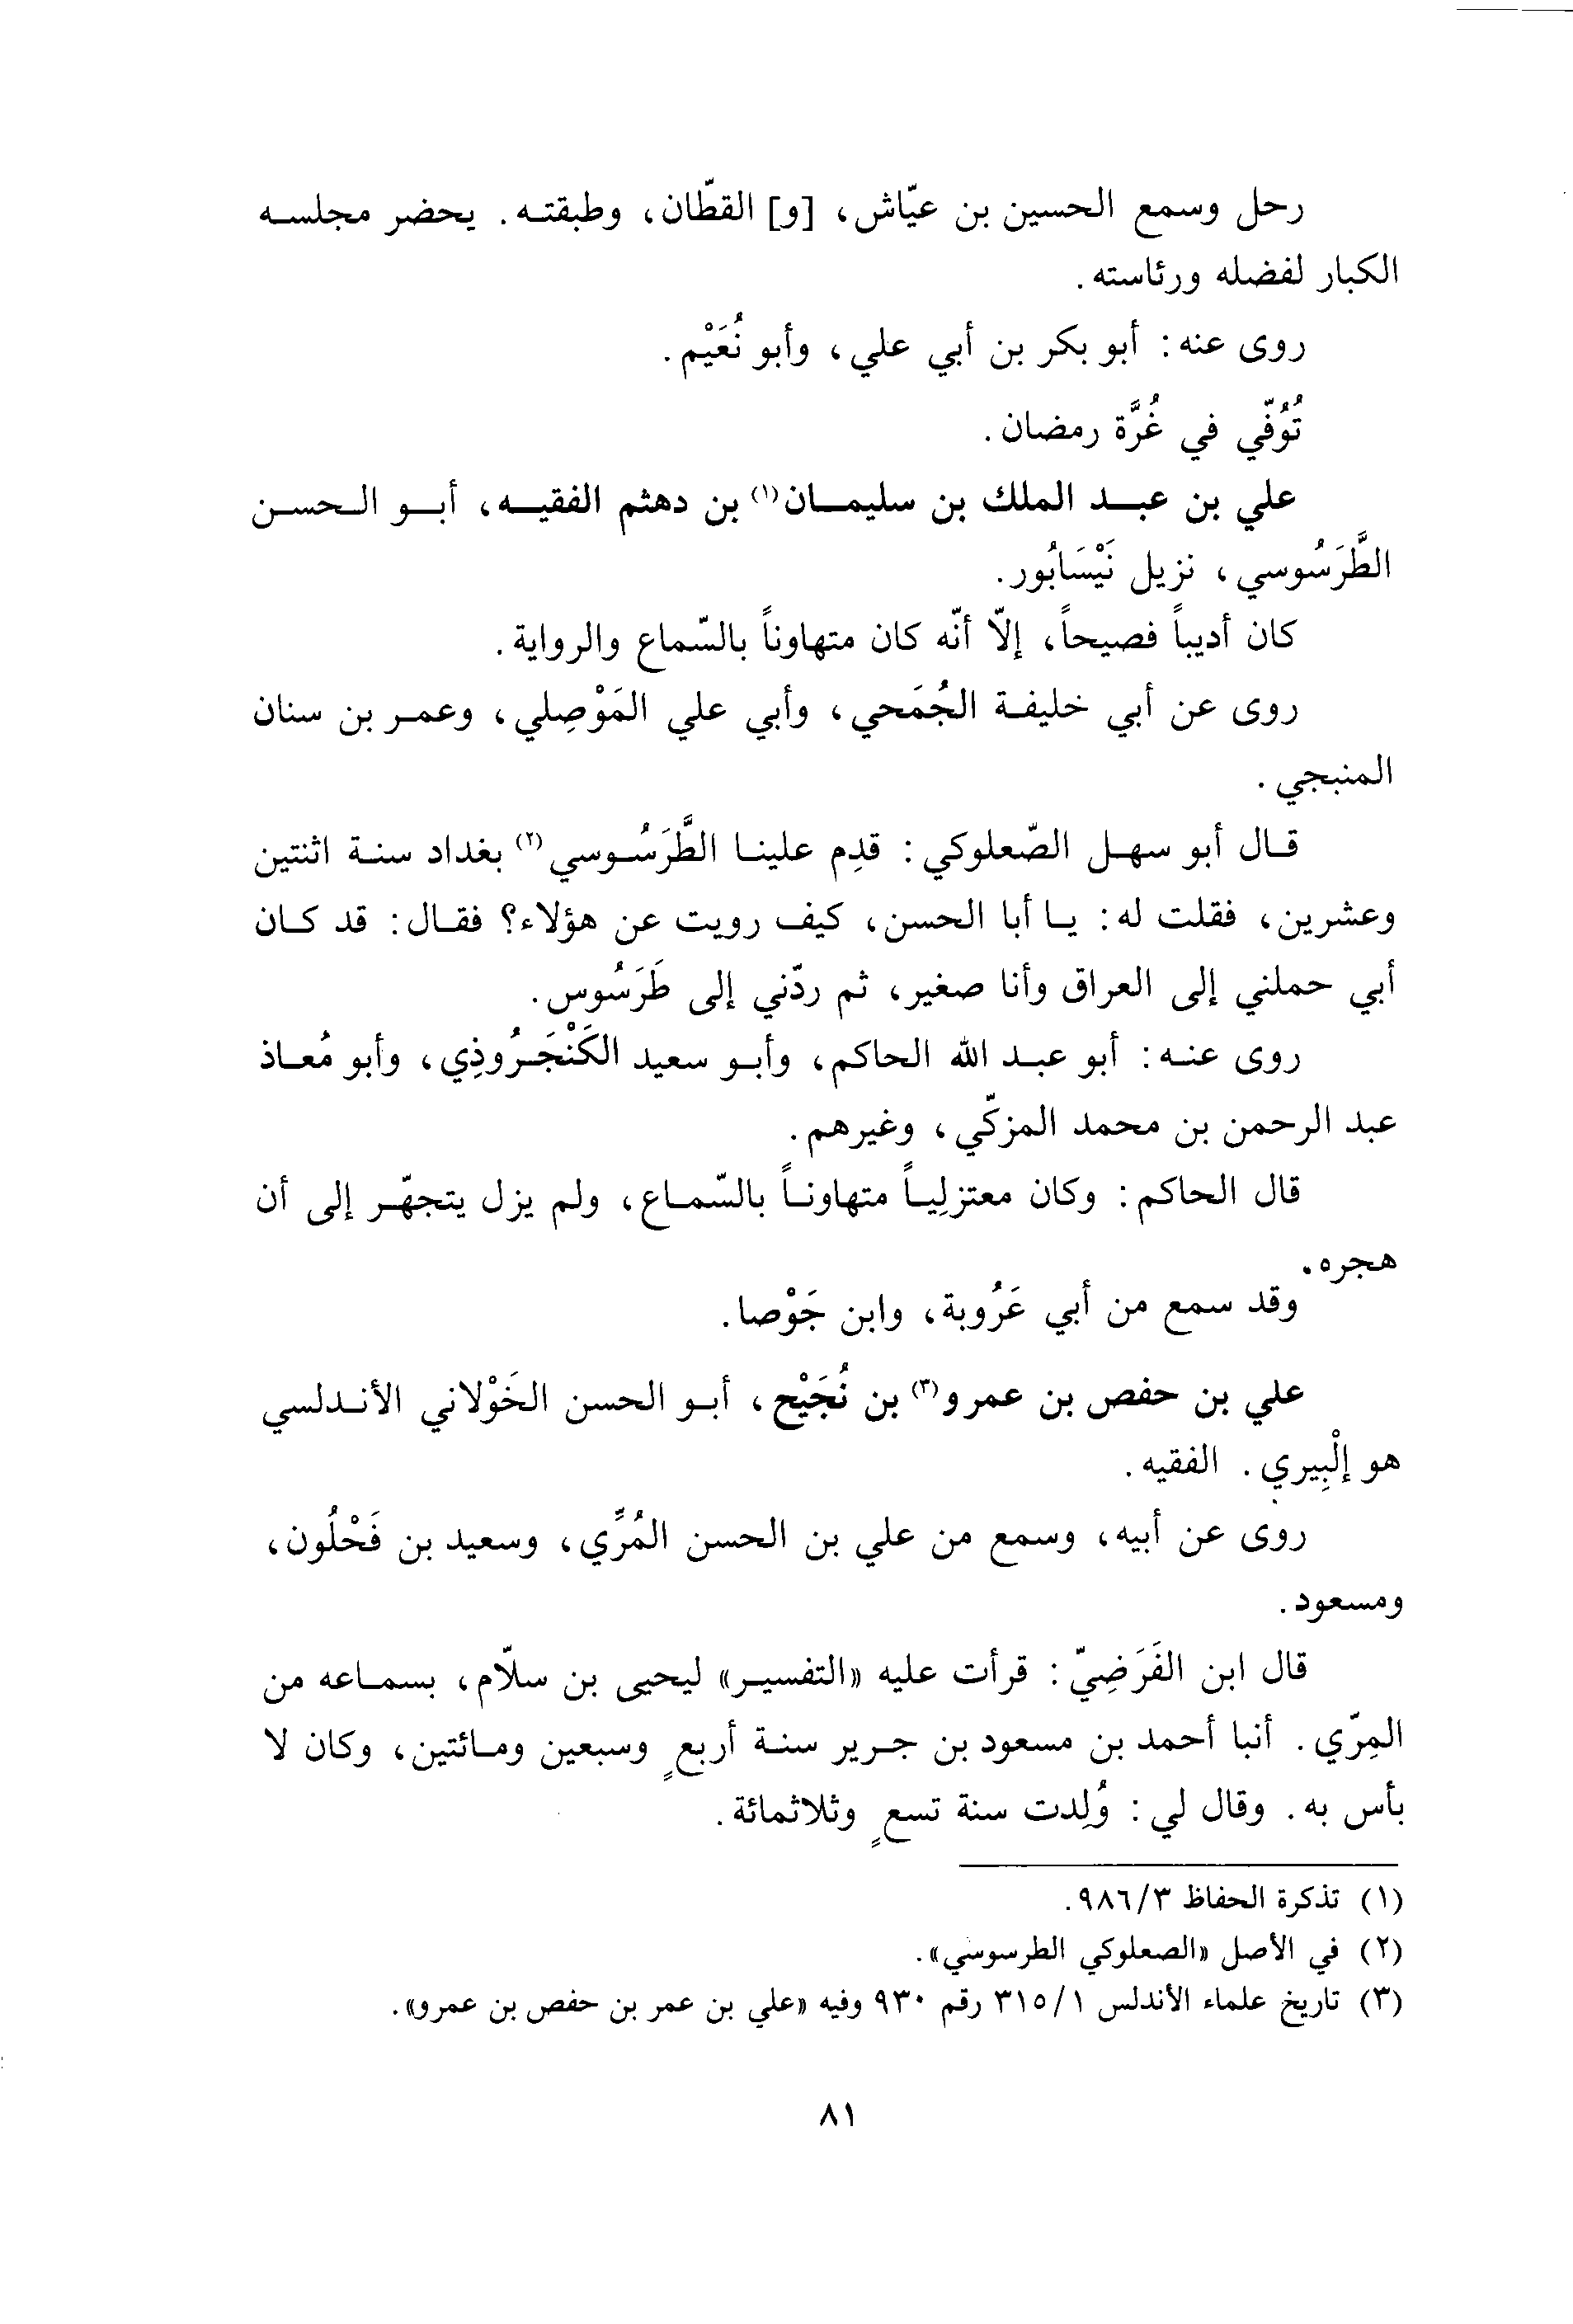 رحل وسمع الحسين بن عيّاش، [و] القطّان، وطبقته. يحضر مجلسه
الكبار لفضله ورئاسته.
روى عنه: أبو بكر بن أبي علي، وأبو نُعَيْم.
تُوُفّي في غُرَّة رمضان.
علي بن عبد الملك بن سليمان(١) بن دهثم الفقيه، أبو الحسن
الطَّرَسُوسي، نزيل نَيْسَابُور.
كان أديباً فصيحاً، إلّا أنّه كان متهاوناً بالسّماع والرواية.
روى عن أبي خليفة الجُمَحي، وأبي علي المَوْصِلي، وعمر بن سنان
المنبجي.
قال أبو سهل الصّعلوكي: قدِم علينا الطَّرَسُوسي(٢) بغداد سنة اثنتين
وعشرين، فقلت له: يا أبا الحسن، كيف رويت عن هؤلاء؟ فقال: قد كان
أبي حملني إلى العراق وأنا صغير، ثم ردّني إلى طَرَسُوس.
روى عنه: أبو عبد الله الحاكم، وأبو سعيد الكَنْجَرُوذِي، وأبو مُعاذ
عبد الرحمن بن محمد المزكّي، وغيرهم.
قال الحاكم: وكان معتزلِياً متهاوناً بالسّماع، ولم يزل يتجهّر إلى أن
هجره.
وقد سمع من أبي عَرُوبة، وابن جَوْصا.
علي بن حفص بن عمرو(٣) بن نُجَيْح، أبو الحسن الخَوْلاني الأندلسي
هو إلْبِيري. الفقيه.
روى عن أبيه، وسمع من علي بن الحسن المُرِّي، وسعيد بن فَحْلُون،
ومسعود.
قال ابن الفَرَضِيّ: قرأت عليه «التفسير» ليحيى بن سلّام، بسماعه من
المِرّي. أنبا أحمد بن مسعود بن جرير سنة أربعٍ وسبعين ومائتين، وكان لا
بأس به. وقال لي: وُلِدت سنة تسعٍ وثلاثمائة.
(١) تذكرة الحفاظ ٣/٩٨٦.
(٢) في الأصل «الصعلوكي الطرسوسي».
(٣) تاريخ علماء الأندلس ١/٣١٥ رقم ٩٣٠ وفيه «علي بن عمر بن حفص بن عمرو».
٨١